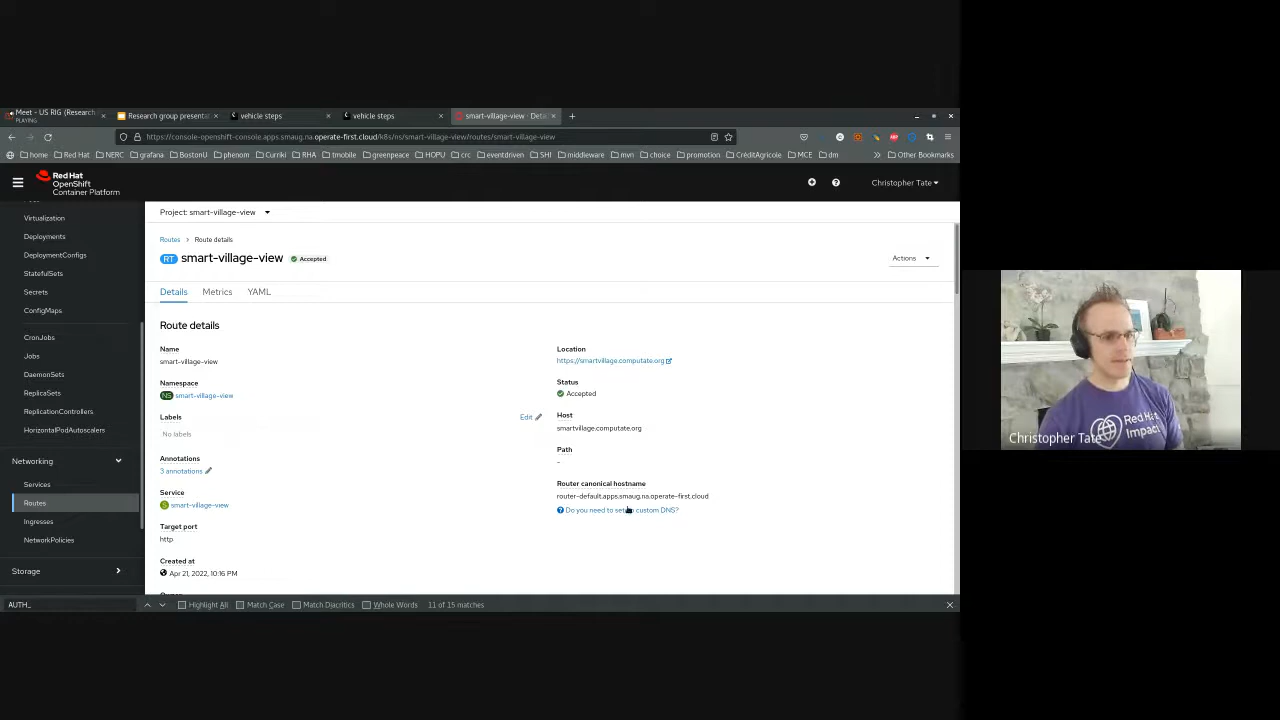 Meet - US RIG (Research
PLAYING
Research group presentat
vehicle steps
vehicle steps
smart-village-view · Deta
https://console-openshift-console.apps.smaug.na.operate-first.cloud/k8s/ns/smart-village-view/routes/smart-village-view
home Red Hat NERC grafana BostonU phenom Curriki RHA tmobile greenpeace HOPU crc eventdriven SHI middleware mvn choice promotion CréditAgricole MCE dm Other Bookmarks
Red Hat
OpenShift
Container Platform
Christopher Tate
Virtualization
Deployments
DeploymentConfigs
StatefulSets
Secrets
ConfigMaps
CronJobs
Jobs
DaemonSets
ReplicaSets
ReplicationControllers
HorizontalPodAutoscalers
Networking
Services
Routes
Ingresses
NetworkPolicies
Storage
Project: smart-village-view
Routes > Route details
RT smart-village-view Accepted
Actions
Details Metrics YAML
Route details
Name
smart-village-view
Namespace
NS smart-village-view
Labels
Edit
No labels
Annotations
3 annotations
Service
S smart-village-view
Target port
http
Created at
Apr 21, 2022, 10:16 PM
Location
https://smartvillage.computate.org
Status
Accepted
Host
smartvillage.computate.org
Path
-
Router canonical hostname
router-default.apps.smaug.na.operate-first.cloud
Do you need to set up custom DNS?
AUTH_
Highlight All Match Case Match Diacritics Whole Words 11 of 15 matches
Red Hat
Impact
Christopher Tate